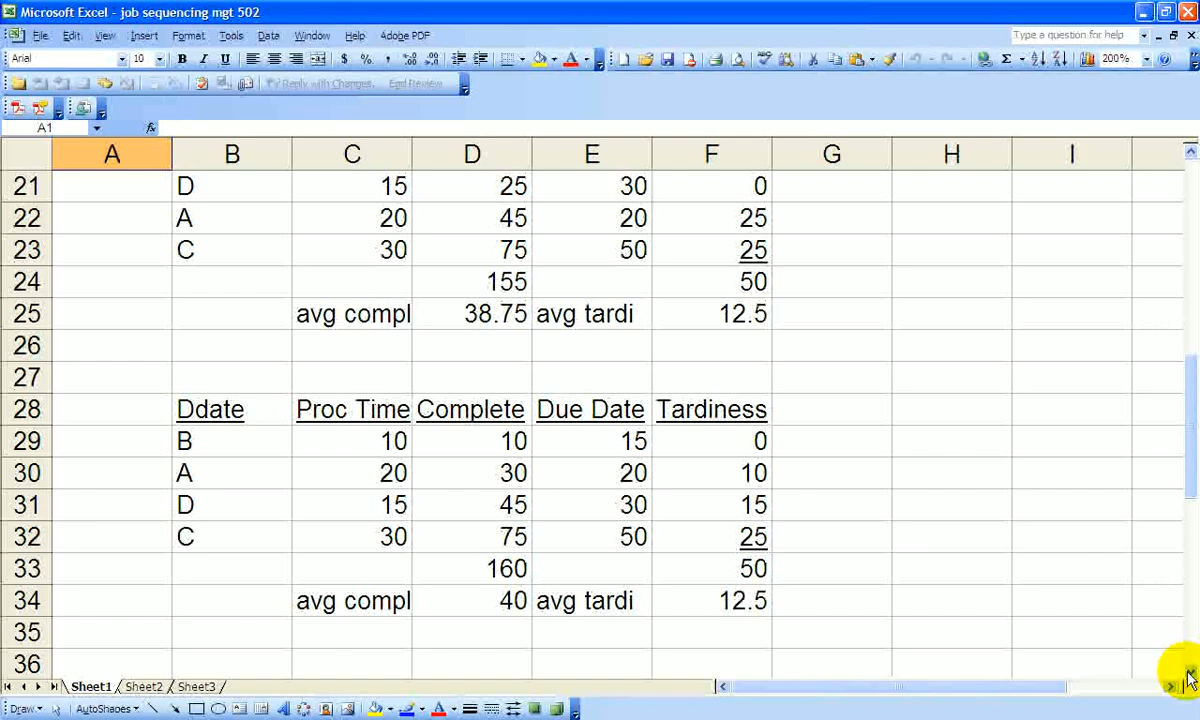 Microsoft Excel - job sequencing mgt 502
File Edit View Insert Format Tools Data Window Help Adobe PDF Type a question for help
Arial 10 B I U $ % , Σ 200%
Reply with Changes... End Review...
A1 fx
A B C D E F G H I
21 D 15 25 30 0
22 A 20 45 20 25
23 C 30 75 50 25
24 155 50
25 avg compl 38.75 avg tardi 12.5
26
27
28 Ddate Proc Time Complete Due Date Tardiness
29 B 10 10 15 0
30 A 20 30 20 10
31 D 15 45 30 15
32 C 30 75 50 25
33 160 50
34 avg compl 40 avg tardi 12.5
35
36
Sheet1 Sheet2 Sheet3
Draw AutoShapes A A